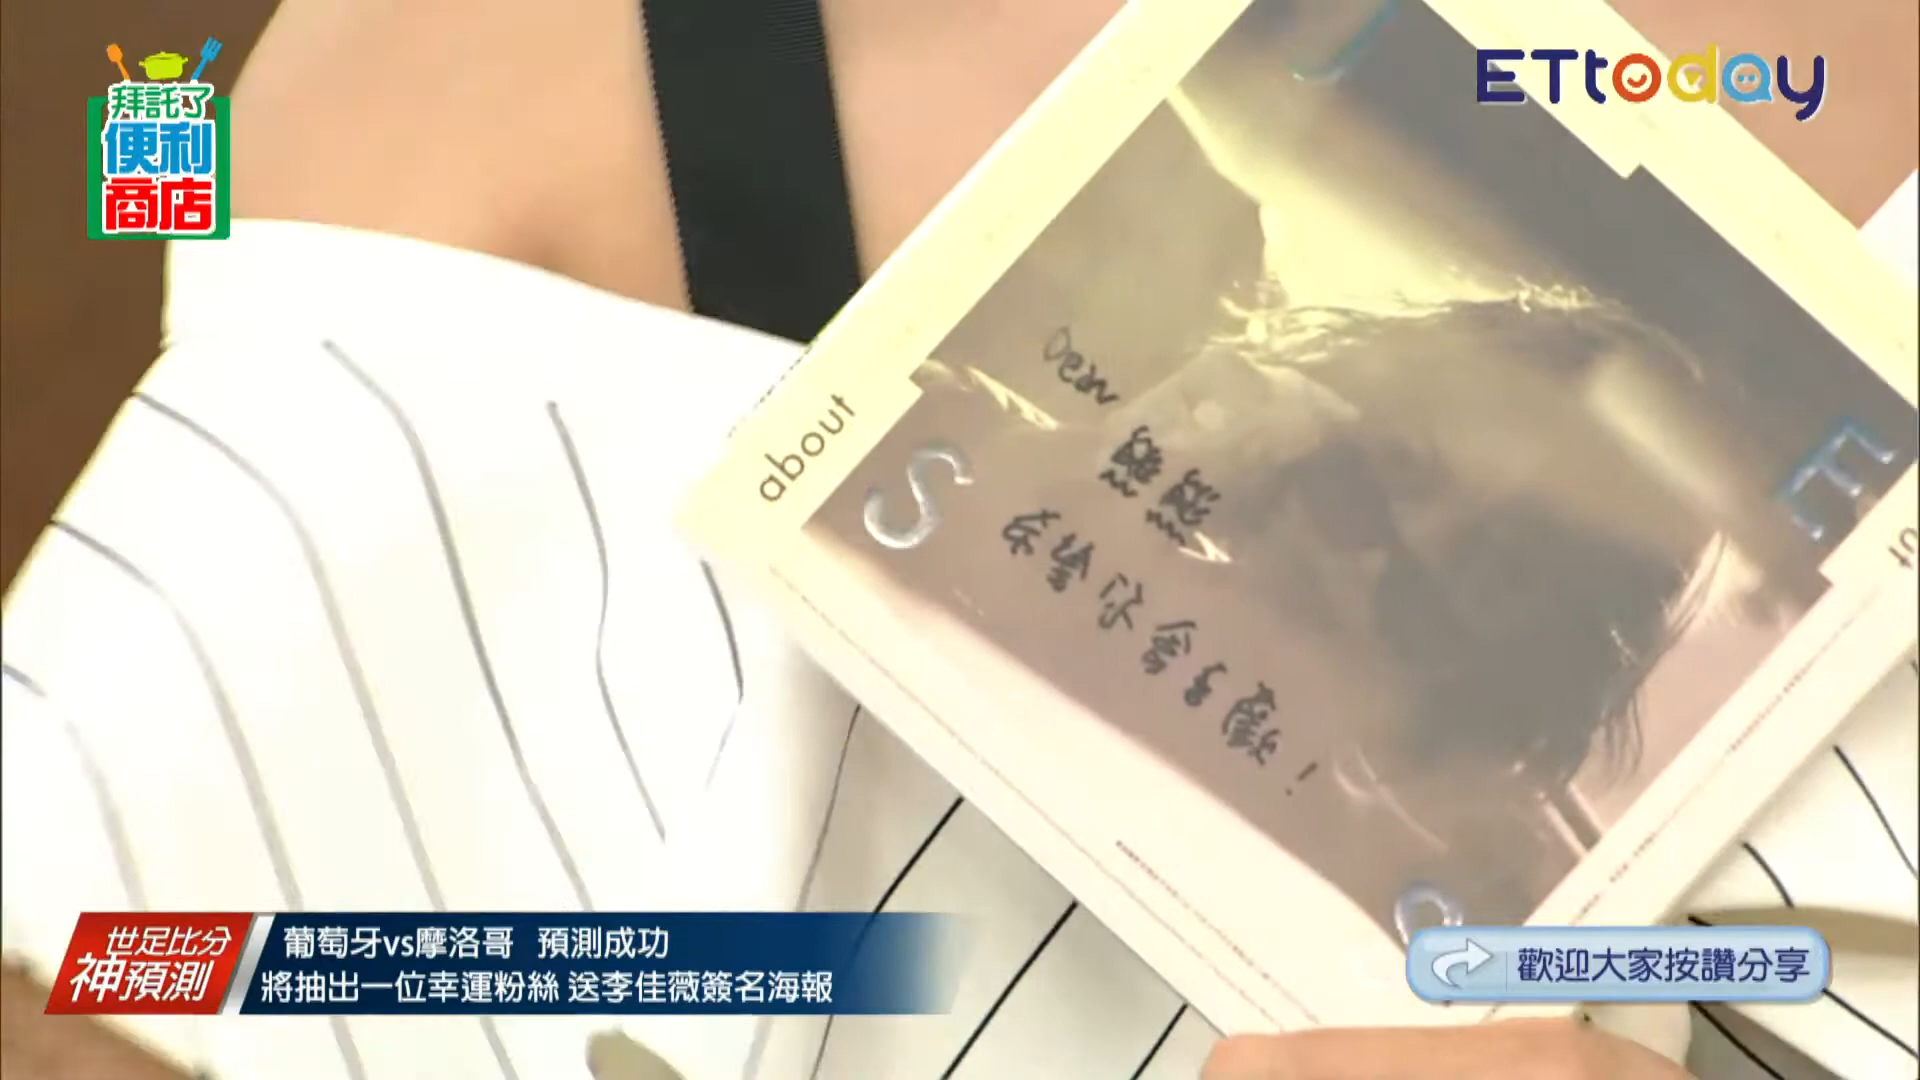 拜託了
便利
商店
ETtoday
about
Dear
熊熊
希望你會喜歡！
S
E
世足比分
神預測
葡萄牙vs摩洛哥 預測成功
將抽出一位幸運粉絲 送李佳薇簽名海報
歡迎大家按讚分享